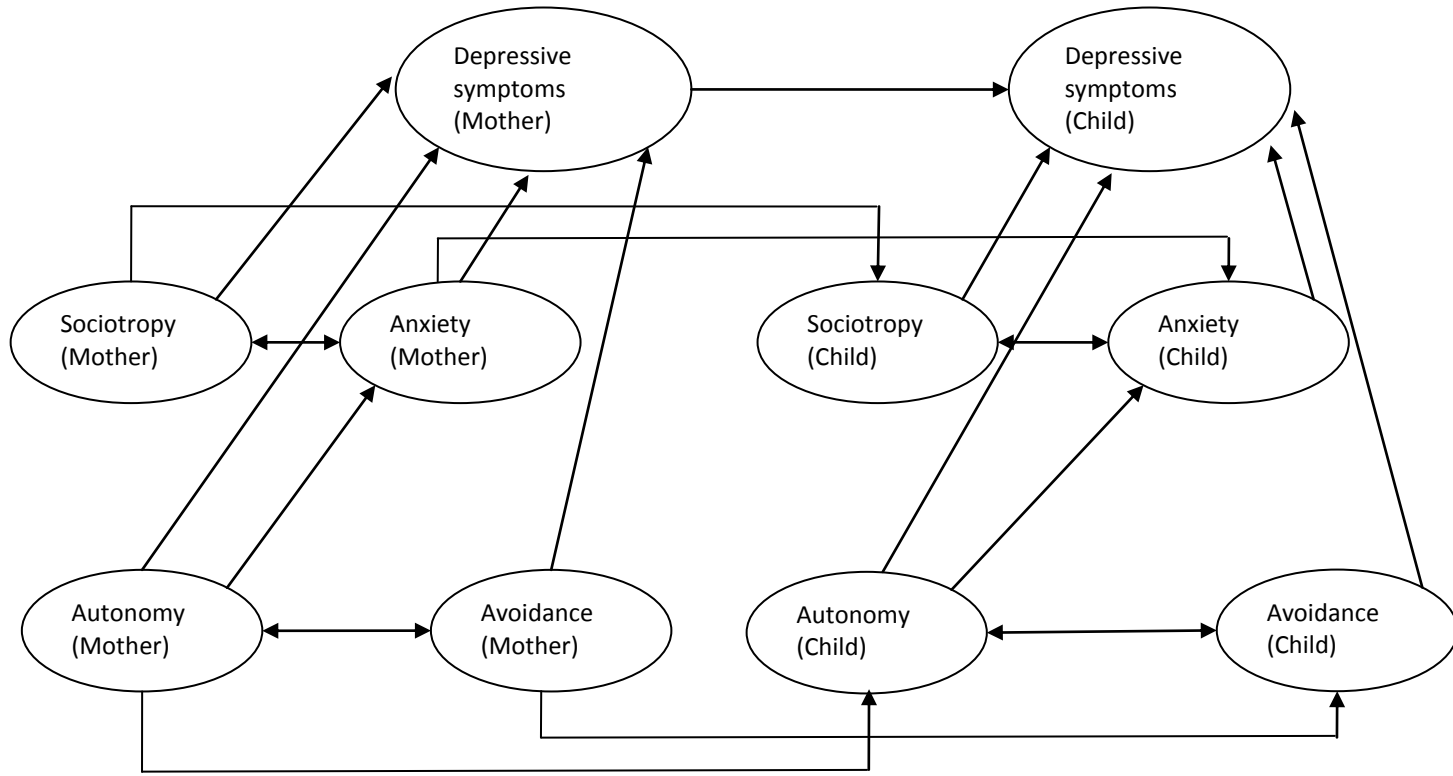 Depressive
symptoms
(Mother)
Depressive
symptoms
(Child)
Sociotropy
(Mother)
Anxiety
(Mother)
Sociotropy
(Child)
Anxiety
(Child)
Autonomy
(Mother)
Avoidance
(Mother)
Autonomy
(Child)
Avoidance
(Child)